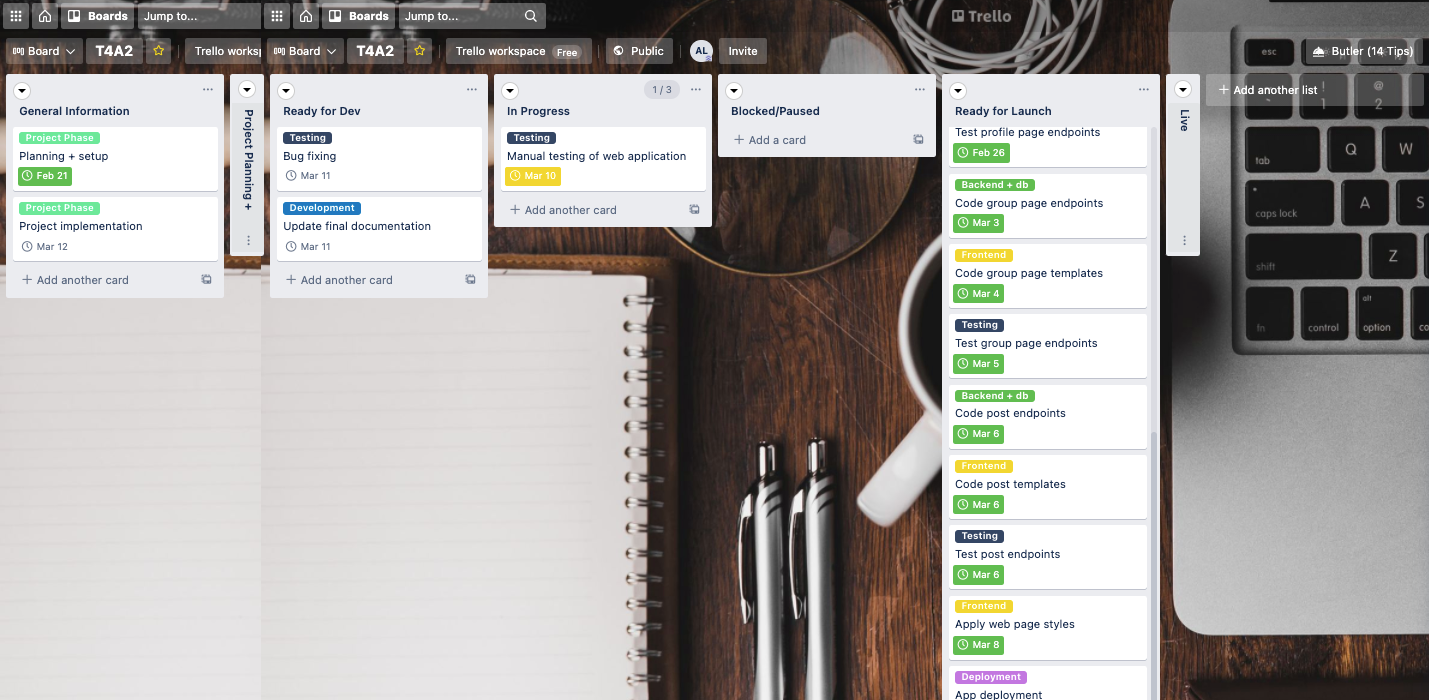 Boards
Jump to...
Boards
Jump to...
Trello
Board
T4A2
Trello worksp
Board
T4A2
Trello workspace
Free
Public
AL
Invite
Butler (14 Tips)
General Information
Project Phase
Planning + setup
Feb 21
Project Phase
Project implementation
Mar 12
+ Add another card
Project Planning +
Ready for Dev
Testing
Bug fixing
Mar 11
Development
Update final documentation
Mar 11
+ Add another card
1 / 3
In Progress
Testing
Manual testing of web application
Mar 10
+ Add another card
Blocked/Paused
+ Add a card
Ready for Launch
Test profile page endpoints
Feb 26
Backend + db
Code group page endpoints
Mar 3
Frontend
Code group page templates
Mar 4
Testing
Test group page endpoints
Mar 5
Backend + db
Code post endpoints
Mar 6
Frontend
Code post templates
Mar 6
Testing
Test post endpoints
Mar 6
Frontend
Apply web page styles
Mar 8
Deployment
App deployment
Live
+ Add another list
esc
!
1
@
2
tab
Q
W
caps lock
A
S
shift
Z
fn
control
alt
option